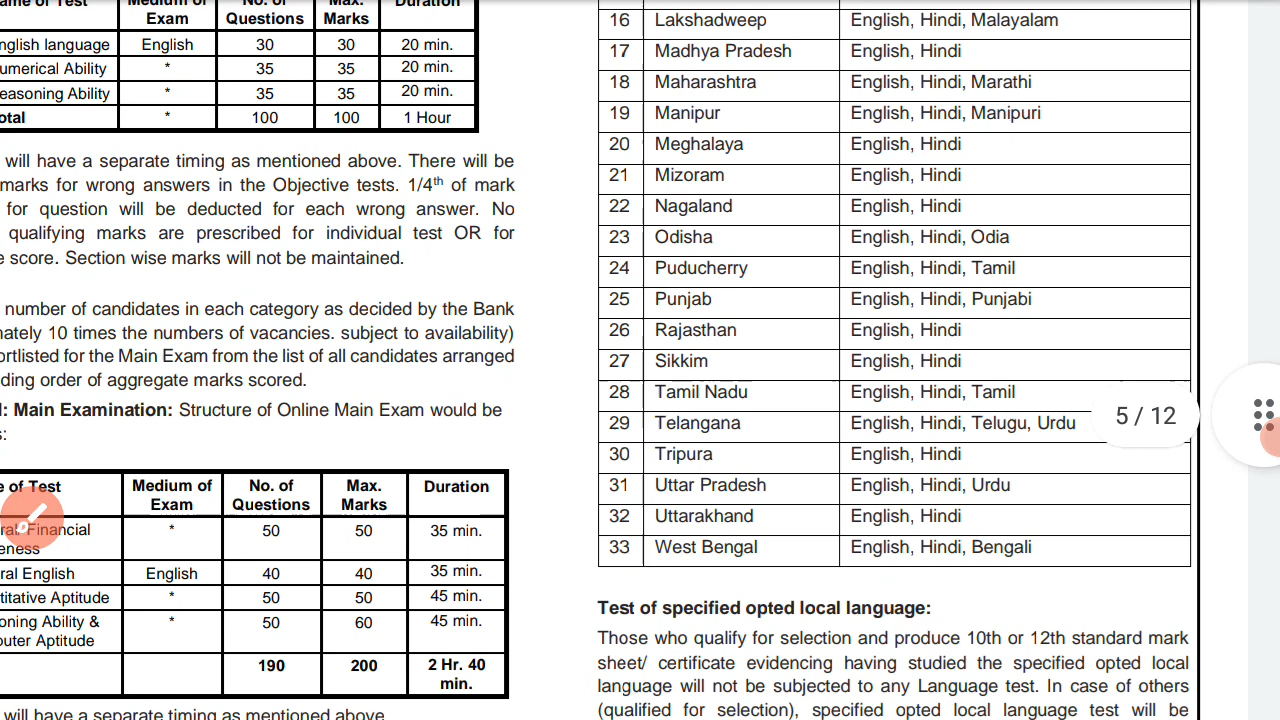 ame of Test Medium of Exam No. of Questions Max. Marks Duration
nglish language English 30 30 20 min.
umerical Ability * 35 35 20 min.
easoning Ability * 35 35 20 min.
otal * 100 100 1 Hour
will have a separate timing as mentioned above. There will be
marks for wrong answers in the Objective tests. 1/4th of mark
for question will be deducted for each wrong answer. No
qualifying marks are prescribed for individual test OR for
e score. Section wise marks will not be maintained.
number of candidates in each category as decided by the Bank
nately 10 times the numbers of vacancies. subject to availability)
ortlisted for the Main Exam from the list of all candidates arranged
ding order of aggregate marks scored.
: Main Examination: Structure of Online Main Exam would be
s:
e of Test Medium of Exam No. of Questions Max. Marks Duration
ral/ Financial eness * 50 50 35 min.
ral English English 40 40 35 min.
titative Aptitude * 50 50 45 min.
oning Ability & outer Aptitude * 50 60 45 min.
190 200 2 Hr. 40 min.
will have a separate timing as mentioned above
16 Lakshadweep English, Hindi, Malayalam
17 Madhya Pradesh English, Hindi
18 Maharashtra English, Hindi, Marathi
19 Manipur English, Hindi, Manipuri
20 Meghalaya English, Hindi
21 Mizoram English, Hindi
22 Nagaland English, Hindi
23 Odisha English, Hindi, Odia
24 Puducherry English, Hindi, Tamil
25 Punjab English, Hindi, Punjabi
26 Rajasthan English, Hindi
27 Sikkim English, Hindi
28 Tamil Nadu English, Hindi, Tamil
29 Telangana English, Hindi, Telugu, Urdu
5 / 12
30 Tripura English, Hindi
31 Uttar Pradesh English, Hindi, Urdu
32 Uttarakhand English, Hindi
33 West Bengal English, Hindi, Bengali
Test of specified opted local language:
Those who qualify for selection and produce 10th or 12th standard mark
sheet/ certificate evidencing having studied the specified opted local
language will not be subjected to any Language test. In case of others
(qualified for selection), specified opted local language test will be